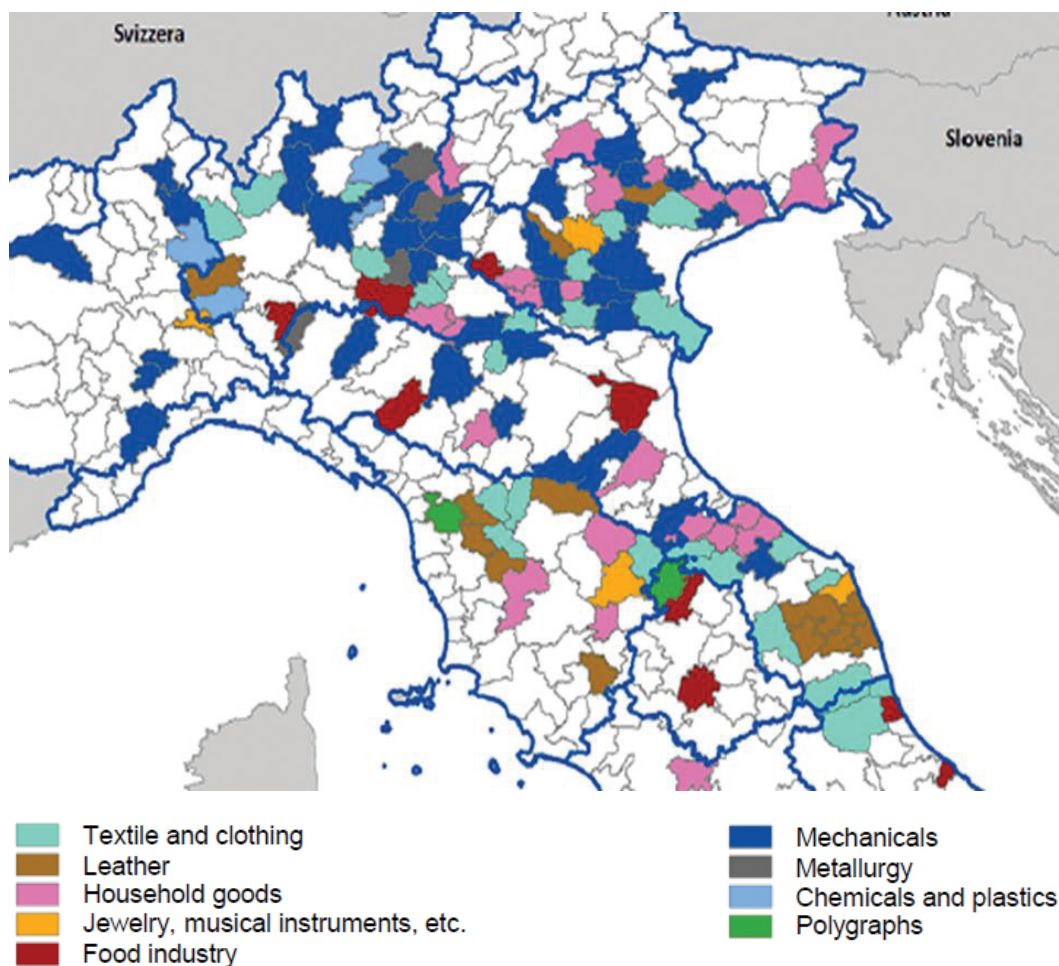 Svizzera
Austria
Slovenia
Textile and clothing
Leather
Household goods
Jewelry, musical instruments, etc.
Food industry
Mechanicals
Metallurgy
Chemicals and plastics
Polygraphs